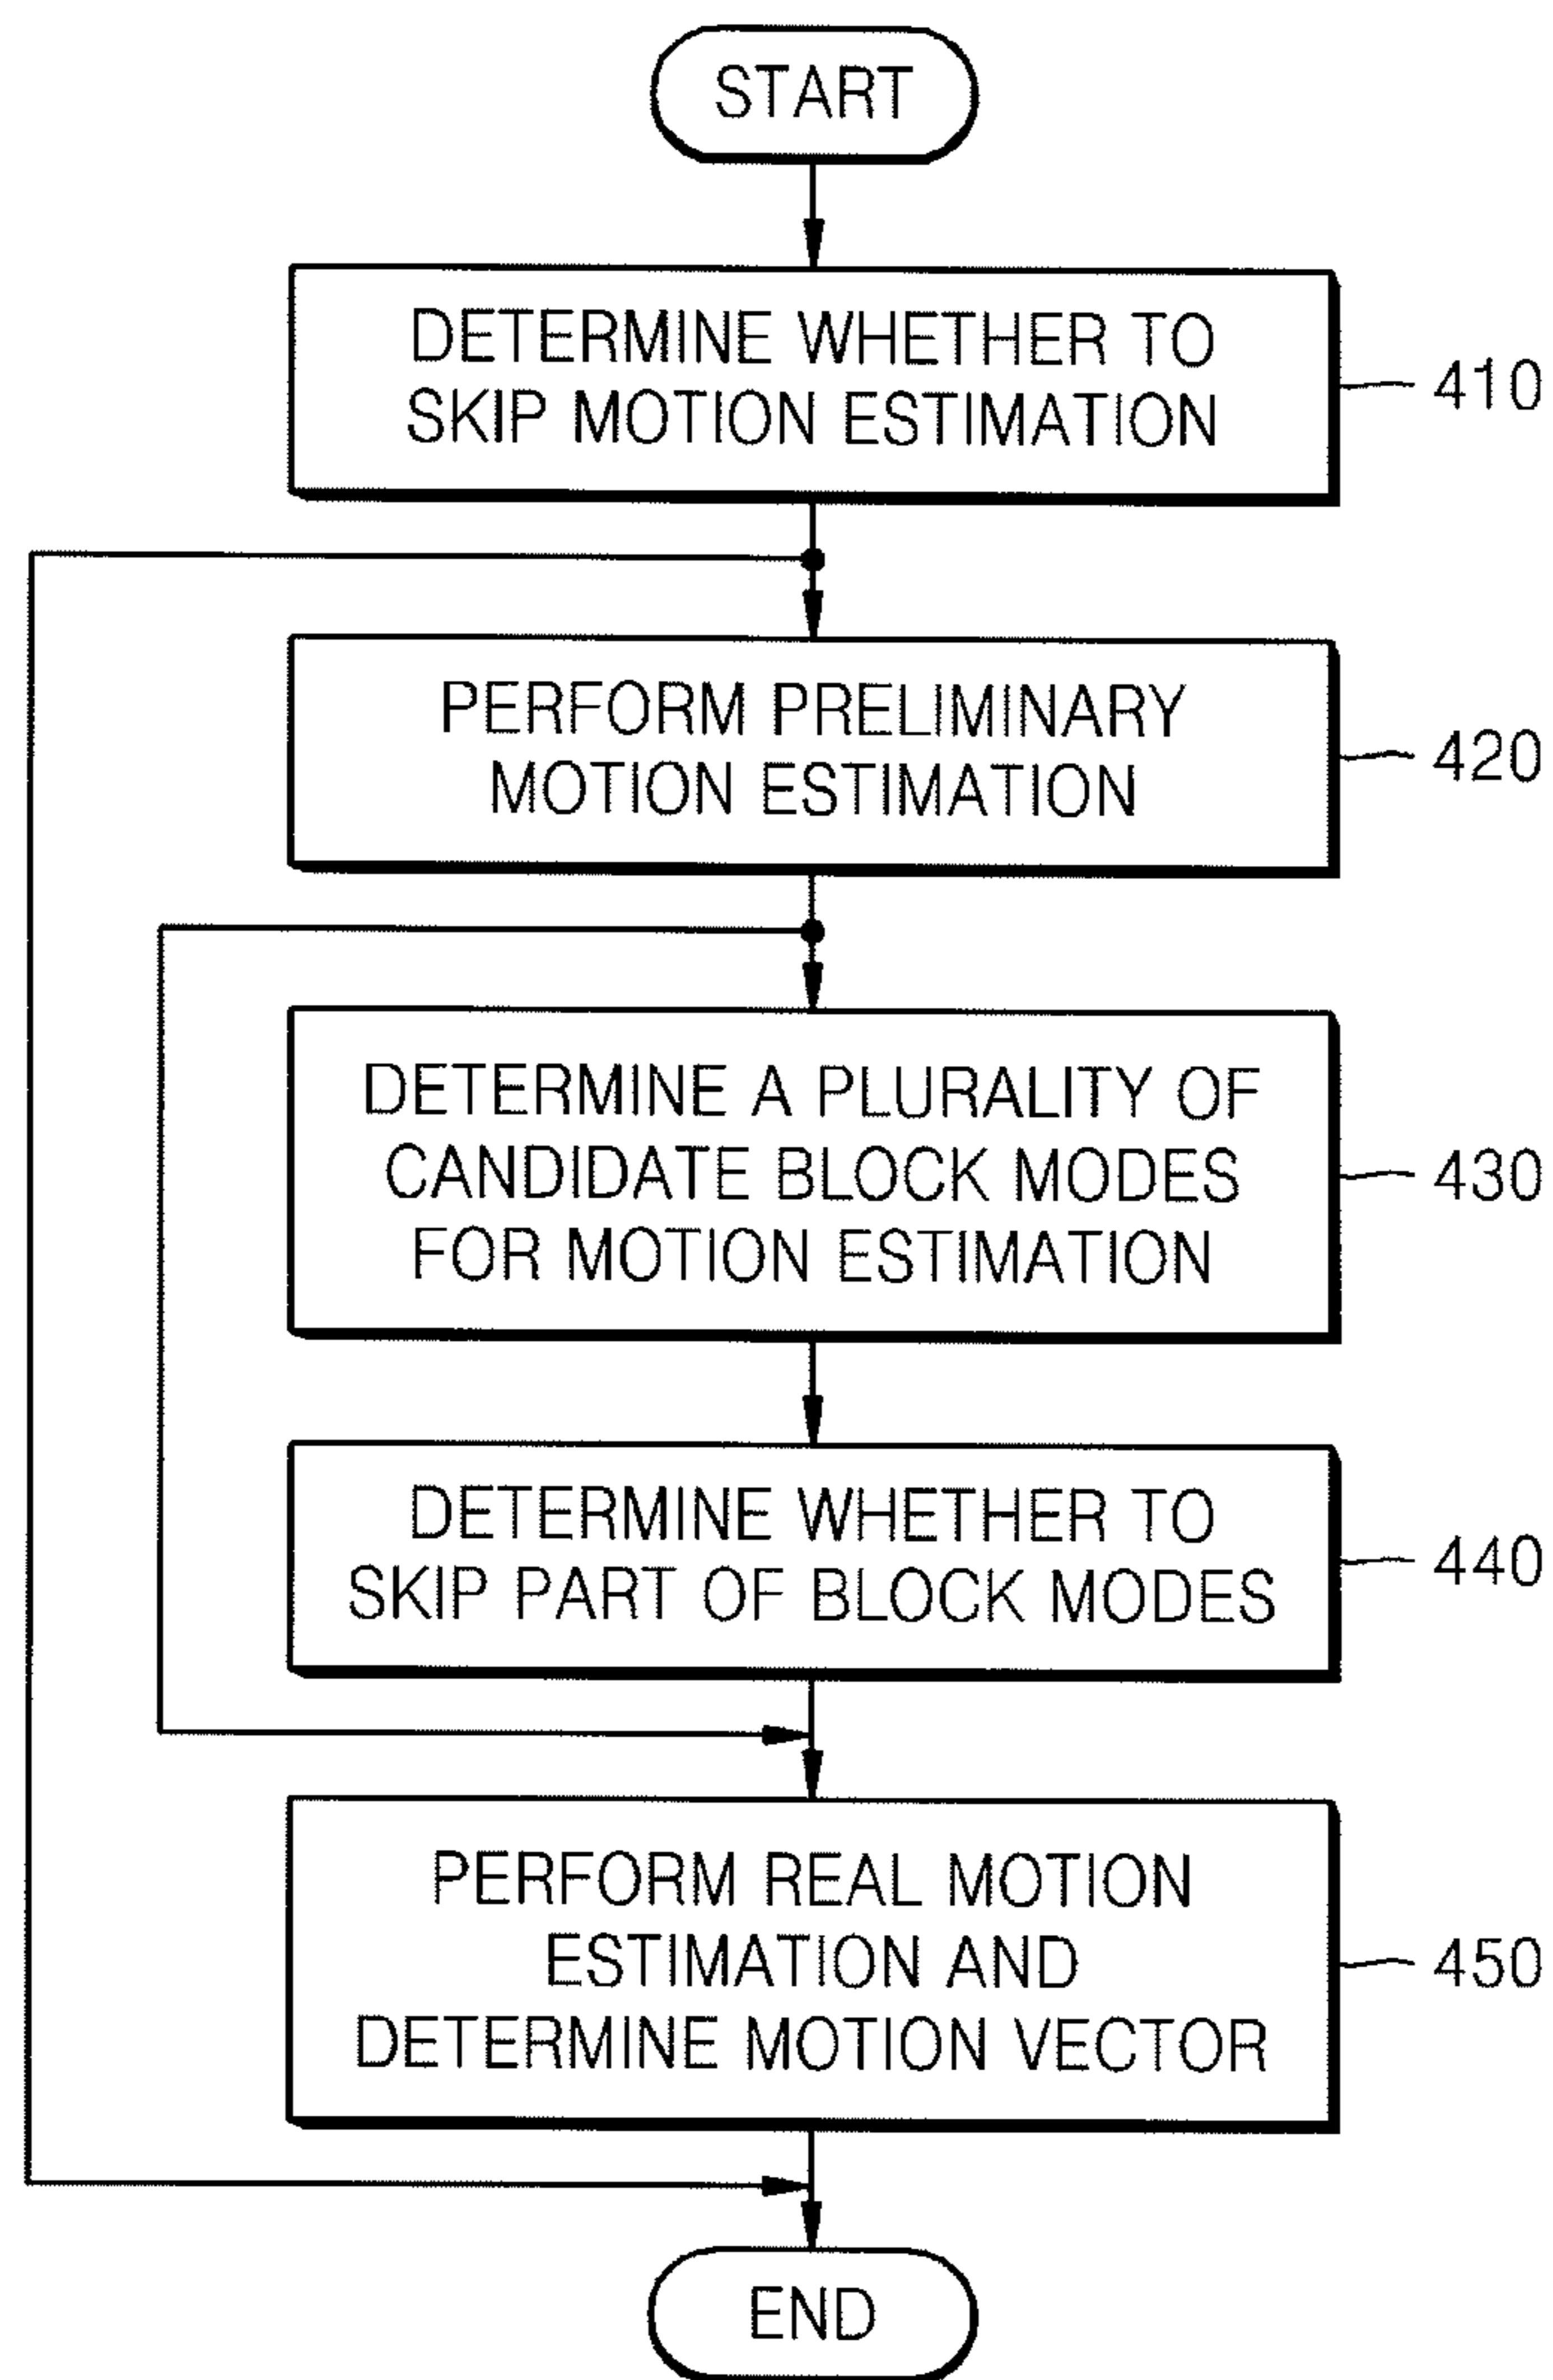 START
DETERMINE WHETHER TO
SKIP MOTION ESTIMATION
410
PERFORM PRELIMINARY
MOTION ESTIMATION
420
DETERMINE A PLURALITY OF
CANDIDATE BLOCK MODES
FOR MOTION ESTIMATION
430
DETERMINE WHETHER TO
SKIP PART OF BLOCK MODES
440
PERFORM REAL MOTION
ESTIMATION AND
DETERMINE MOTION VECTOR
450
END